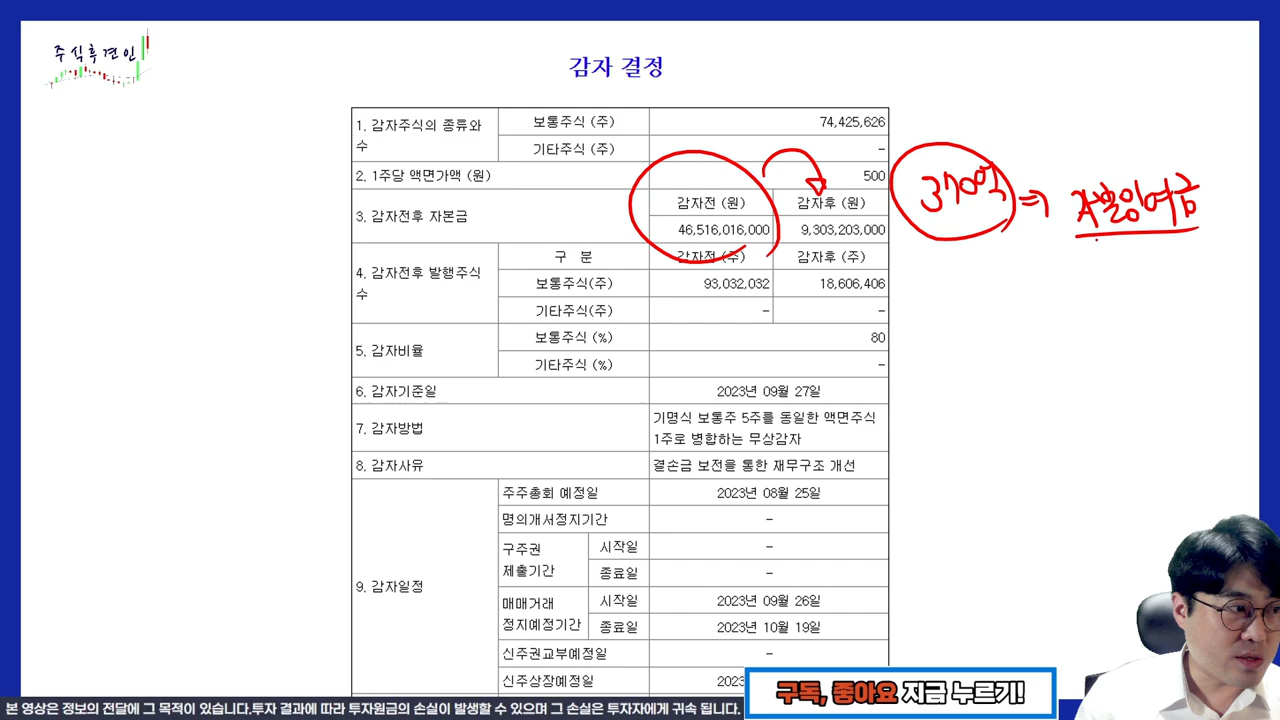 주식후견인
감자 결정
1. 감자주식의 종류와 수
보통주식 (주) 74,425,626
기타주식 (주) -
2. 1주당 액면가액 (원) 500
3. 감자전후 자본금
감자전 (원) 감자후 (원)
46,516,016,000 9,303,203,000
4. 감자전후 발행주식수
구 분 감자전 (주) 감자후 (주)
보통주식(주) 93,032,032 18,606,406
기타주식(주) - -
5. 감자비율
보통주식 (%) 80
기타주식 (%) -
6. 감자기준일 2023년 09월 27일
7. 감자방법
기명식 보통주 5주를 동일한 액면주식
1주로 병합하는 무상감자
8. 감자사유 결손금 보전을 통한 재무구조 개선
9. 감자일정
주주총회 예정일 2023년 08월 25일
명의개서정지기간 -
구주권 제출기간
시작일 -
종료일 -
매매거래 정지예정기간
시작일 2023년 09월 26일
종료일 2023년 10월 19일
신주권교부예정일 -
신주상장예정일
370억 ⇒ 자본잉여금
구독, 좋아요 지금 누르기!
본 영상은 정보의 전달에 그 목적이 있습니다.투자 결과에 따라 투자원금의 손실이 발생할 수 있으며 그 손실은 투자자에게 귀속 됩니다.